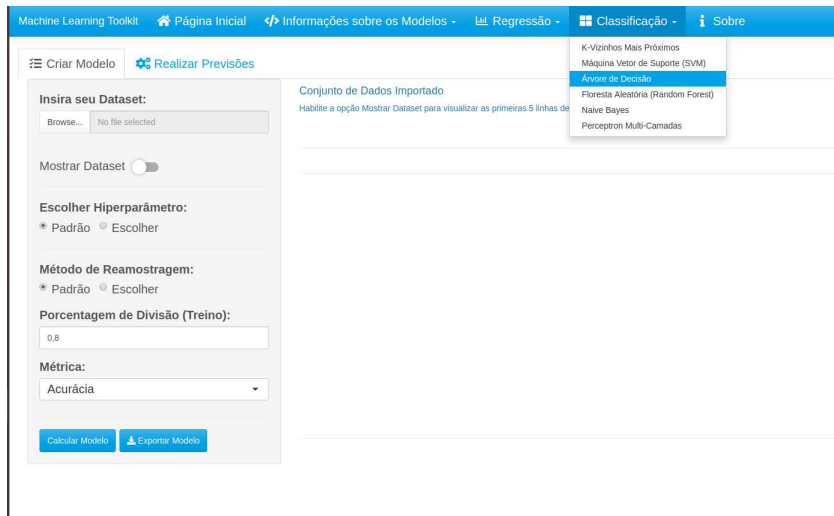 Machine Learning Toolkit Página Inicial Informações sobre os Modelos Regressão Classificação Sobre
K-Vizinhos Mais Próximos
Máquina Vetor de Suporte (SVM)
Árvore de Decisão
Floresta Aleatória (Random Forest)
Naive Bayes
Perceptron Multi-Camadas
Criar Modelo Realizar Previsões
Insira seu Dataset:
Browse... No file selected
Mostrar Dataset
Escolher Hiperparâmetro:
Padrão Escolher
Método de Reamostragem:
Padrão Escolher
Porcentagem de Divisão (Treino):
0,8
Métrica:
Acurácia
Calcular Modelo Exportar Modelo
Conjunto de Dados Importado
Habilite a opção Mostrar Dataset para visualizar as primeiras 5 linhas de